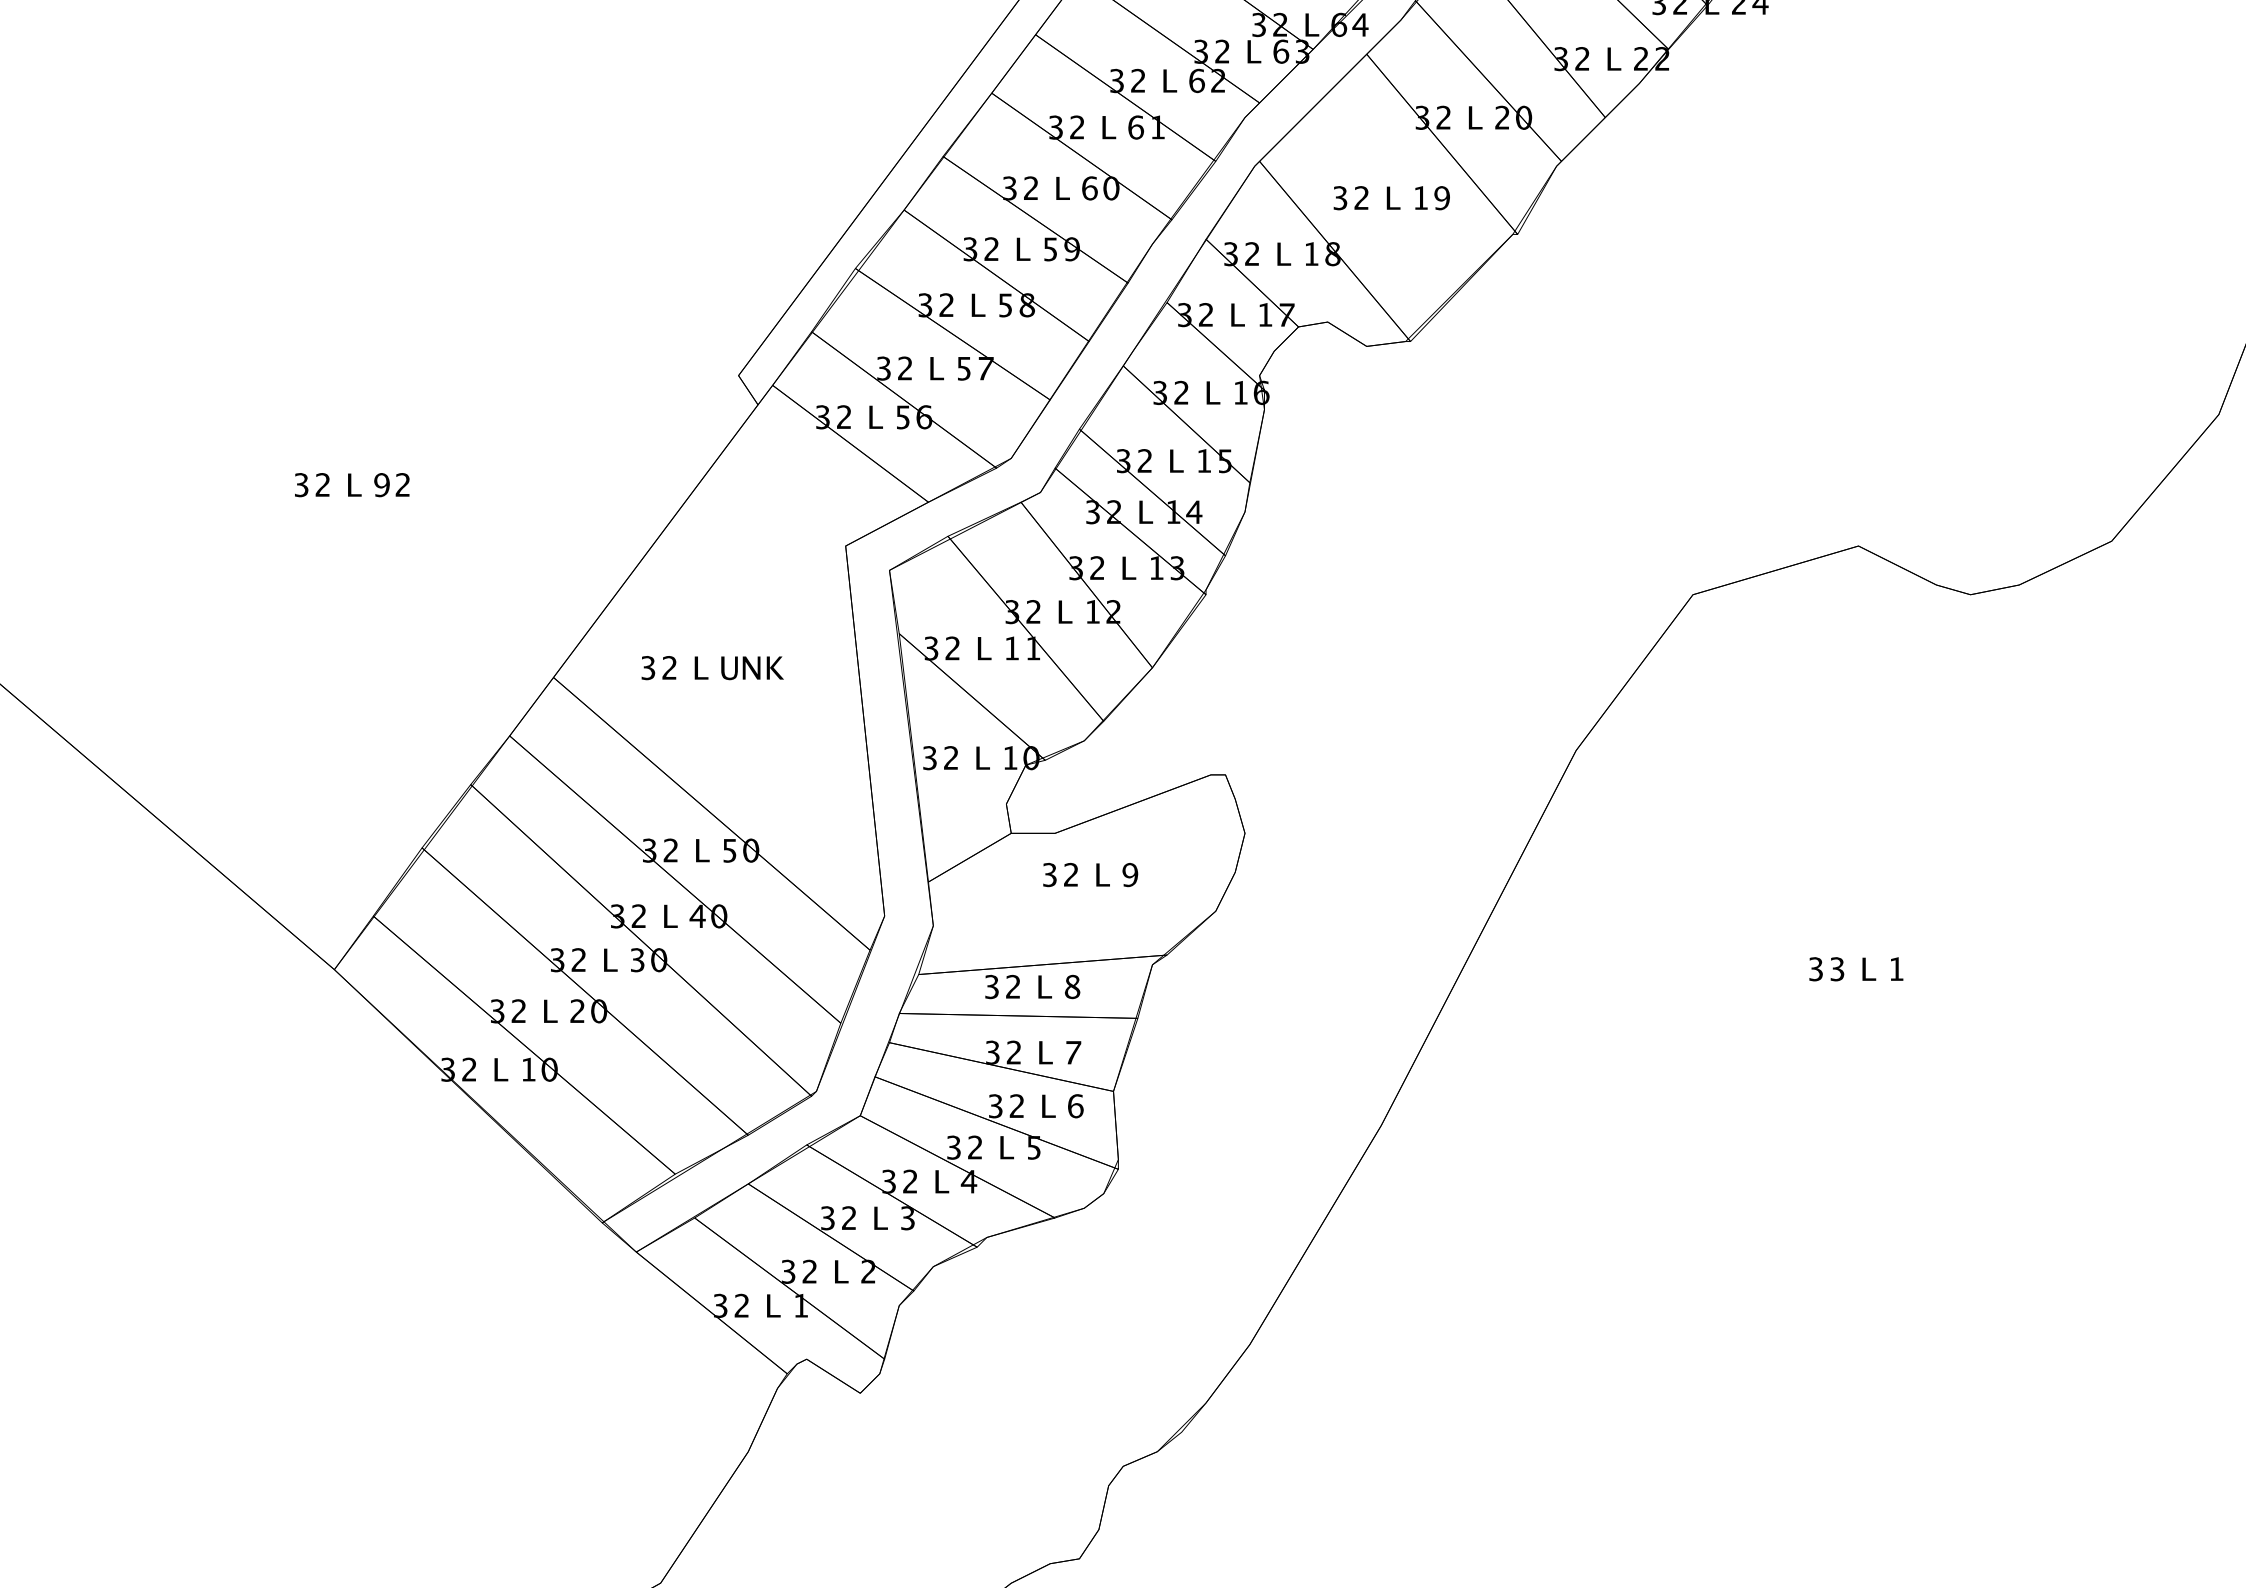 32 L 24
32 L 64
32 L 63
32 L 22
32 L 62
32 L 20
32 L 61
32 L 60
32 L 19
32 L 59
32 L 18
32 L 58
32 L 17
32 L 57
32 L 16
32 L 56
32 L 15
32 L 92
32 L 14
32 L 13
32 L 12
32 L 11
32 L UNK
32 L 10
32 L 50
32 L 9
32 L 40
32 L 30
33 L 1
32 L 8
32 L 20
32 L 7
32 L 10
32 L 6
32 L 5
32 L 4
32 L 3
32 L 2
32 L 1